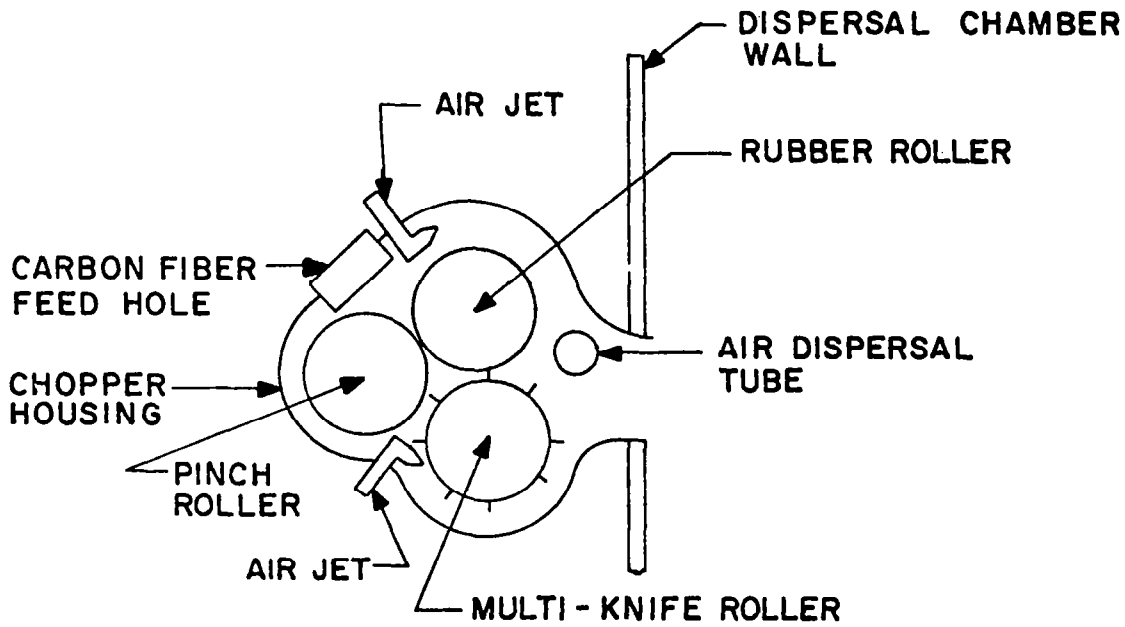 DISPERSAL CHAMBER
WALL
AIR JET
RUBBER ROLLER
CARBON FIBER
FEED HOLE
AIR DISPERSAL
TUBE
CHOPPER
HOUSING
PINCH
ROLLER
AIR JET
MULTI-KNIFE ROLLER